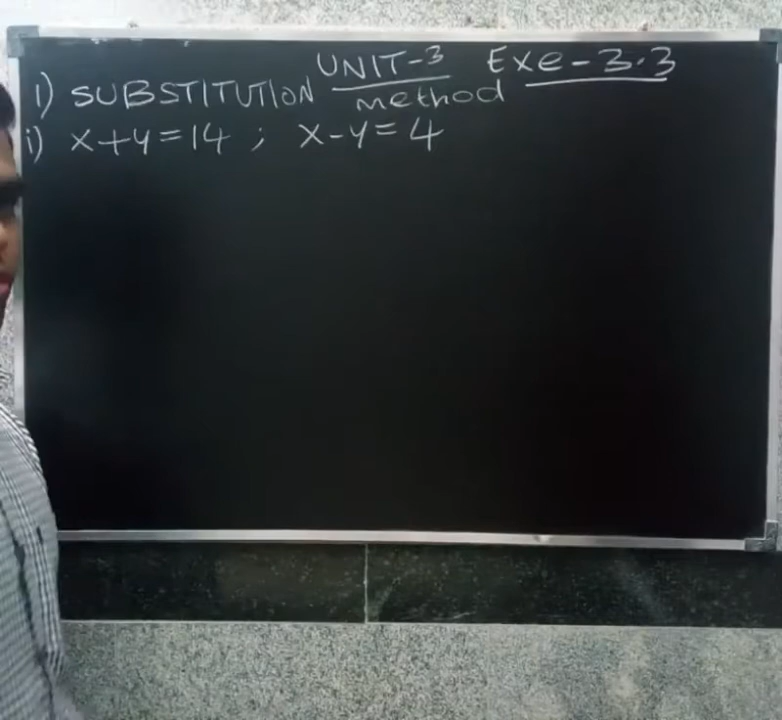 UNIT-3 Exe-3.3
1) SUBSTITUTION method
i) x+y=14 ; x-y=4